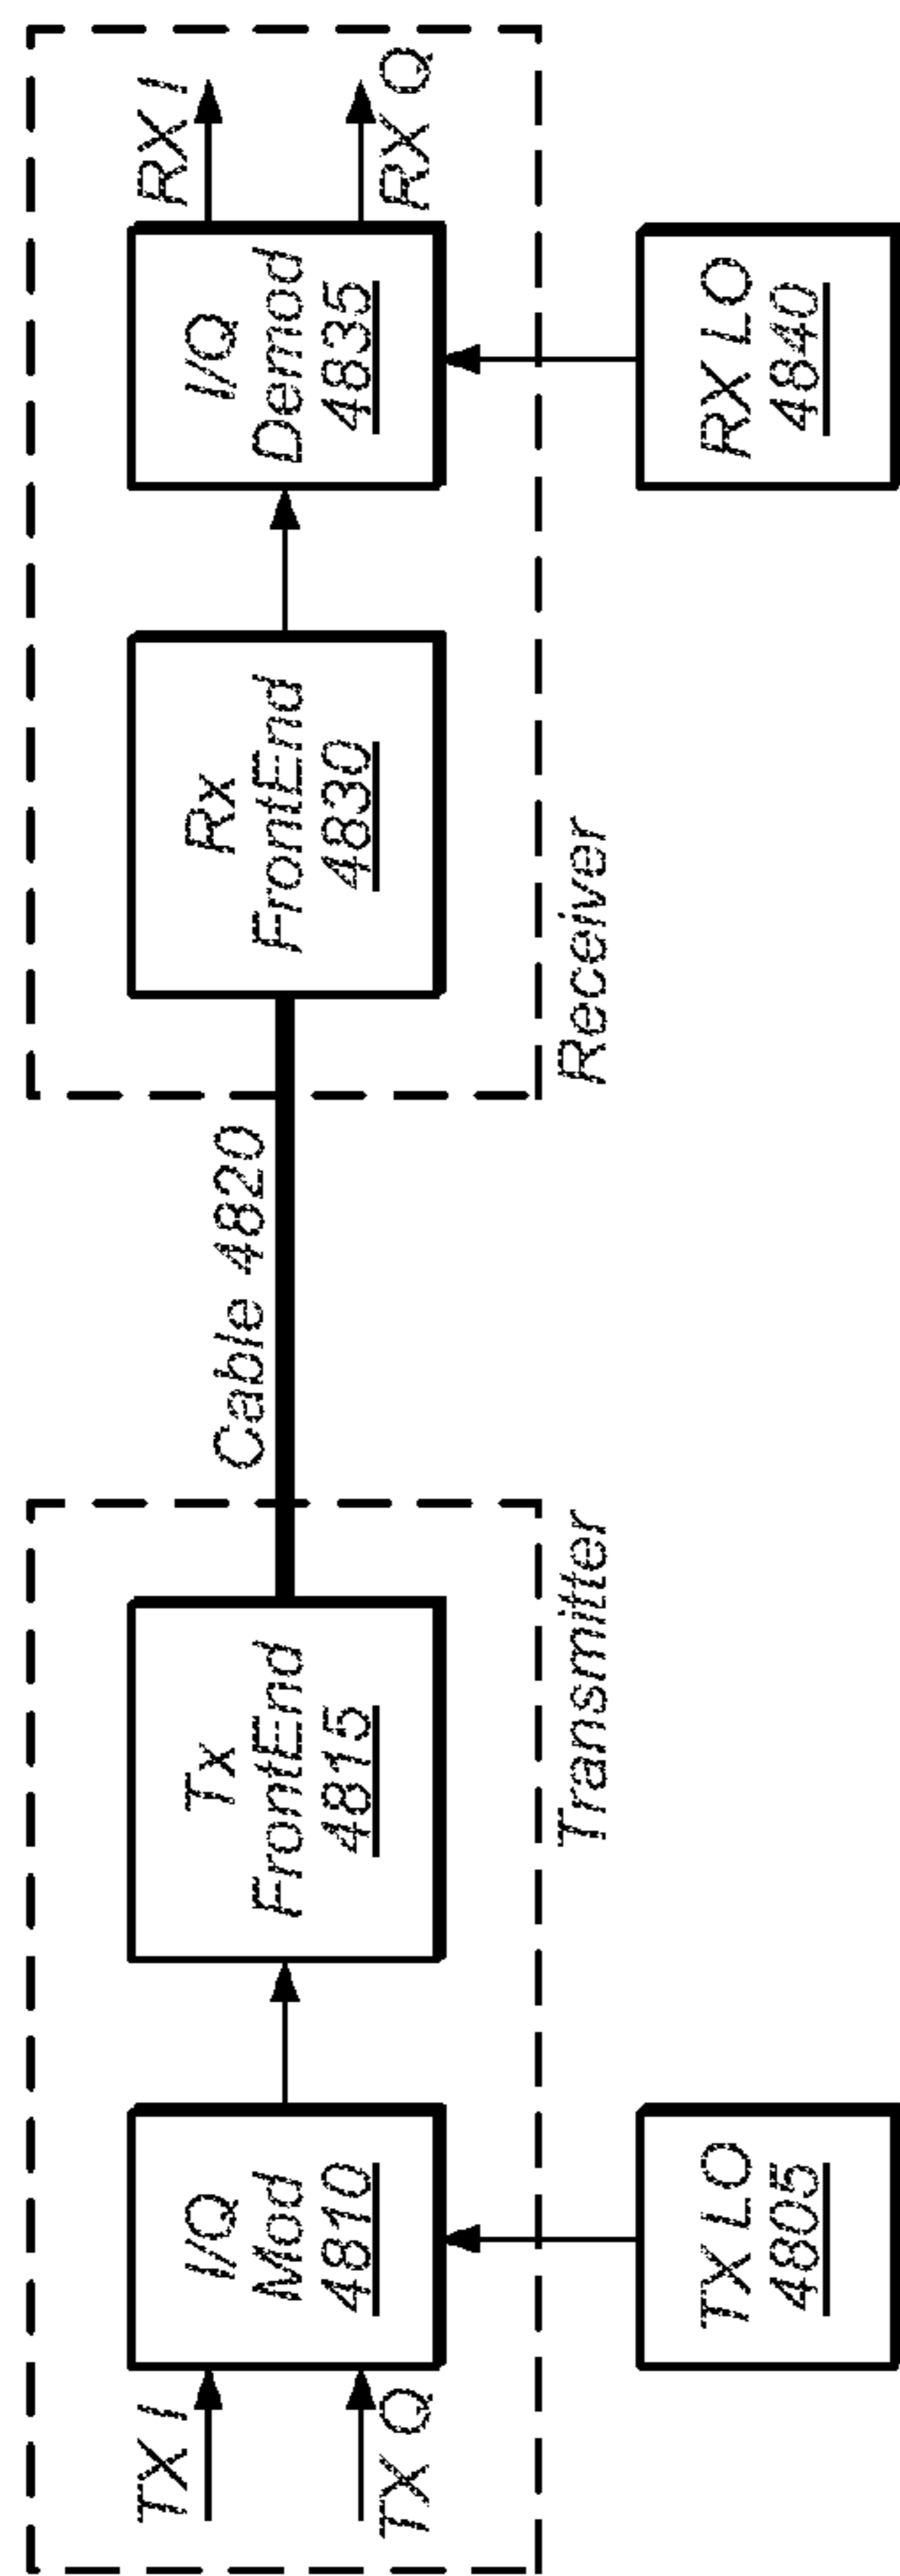 TX I
TX Q
I/Q
Mod
4810
Tx
FrontEnd
4815
Cable 4820
Rx
FrontEnd
4830
I/Q
Demod
4835
RX I
RX Q
Transmitter
Receiver
TX LO
4805
RX LO
4840